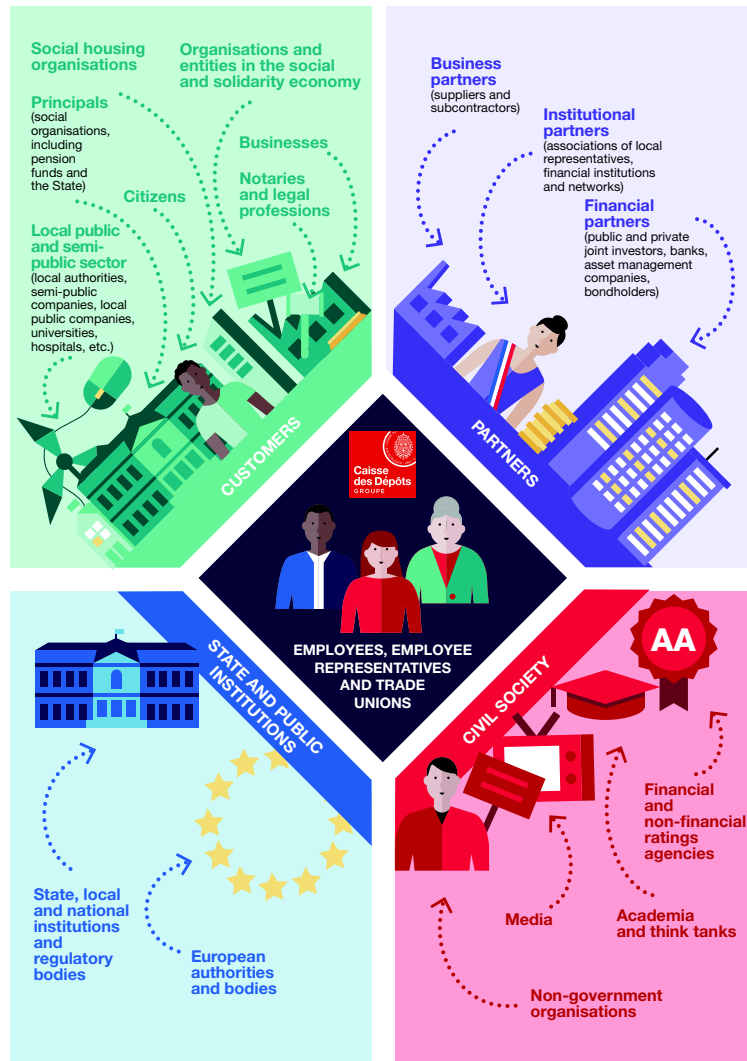 Social housing
organisations
Organisations and
entities in the social
and solidarity economy
Principals
(social
organisations,
including
pension
funds and
the State)
Businesses
Citizens
Notaries
and legal
professions
Local public
and semi-
public sector
(local authorities,
semi-public
companies, local
public companies,
universities,
hospitals, etc.)
CUSTOMERS
Business
partners
(suppliers and
subcontractors)
Institutional
partners
(associations of local
representatives,
financial institutions
and networks)
Financial
partners
(public and private
joint investors, banks,
asset management
companies,
bondholders)
PARTNERS
Caisse
des Dépôts
GROUPE
EMPLOYEES, EMPLOYEE
REPRESENTATIVES
AND TRADE
UNIONS
STATE AND PUBLIC
INSTITUTIONS
State, local
and national
institutions
and
regulatory
bodies
European
authorities
and bodies
CIVIL SOCIETY
AA
Financial
and
non-financial
ratings
agencies
Media
Academia
and think tanks
Non-government
organisations